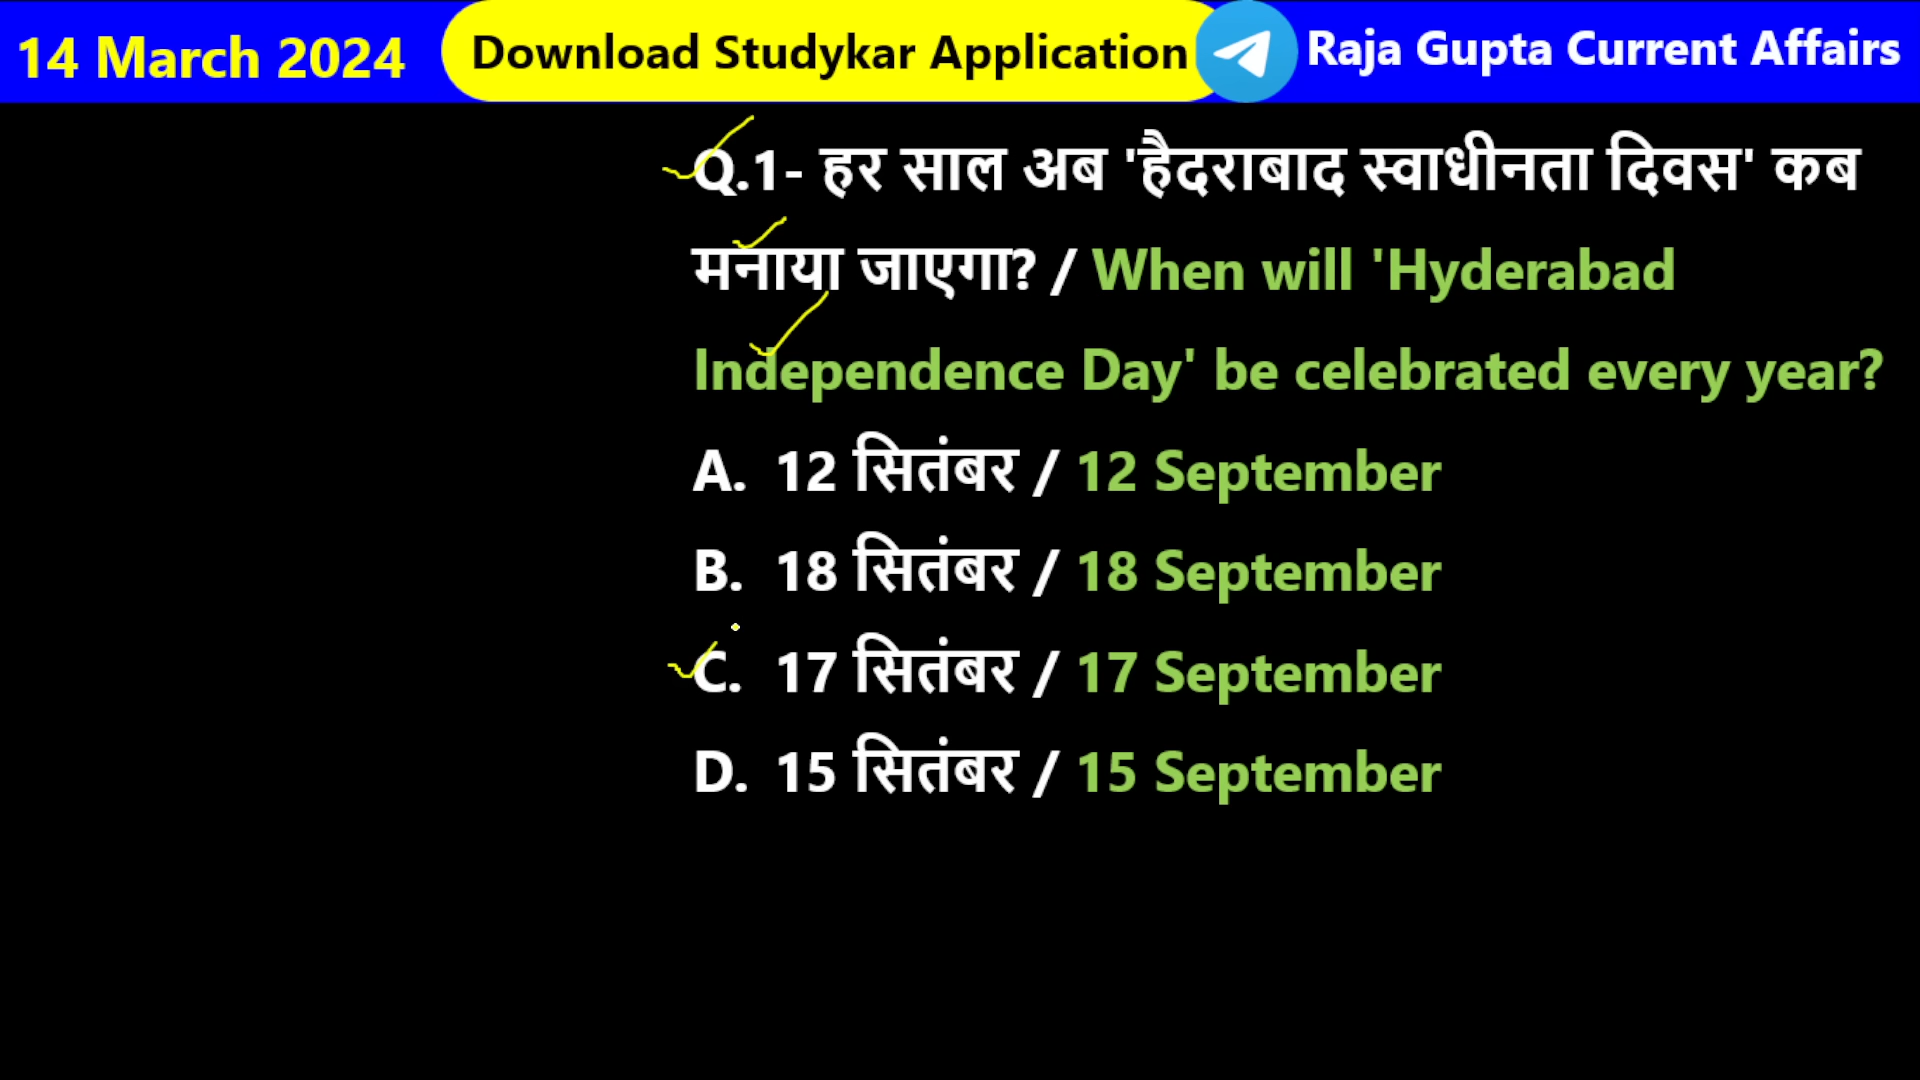 14 March 2024 Download Studykar Application Raja Gupta Current Affairs
Q.1- हर साल अब 'हैदराबाद स्वाधीनता दिवस' कब
मनाया जाएगा? / When will 'Hyderabad
Independence Day' be celebrated every year?
A. 12 सितंबर / 12 September
B. 18 सितंबर / 18 September
C. 17 सितंबर / 17 September
D. 15 सितंबर / 15 September